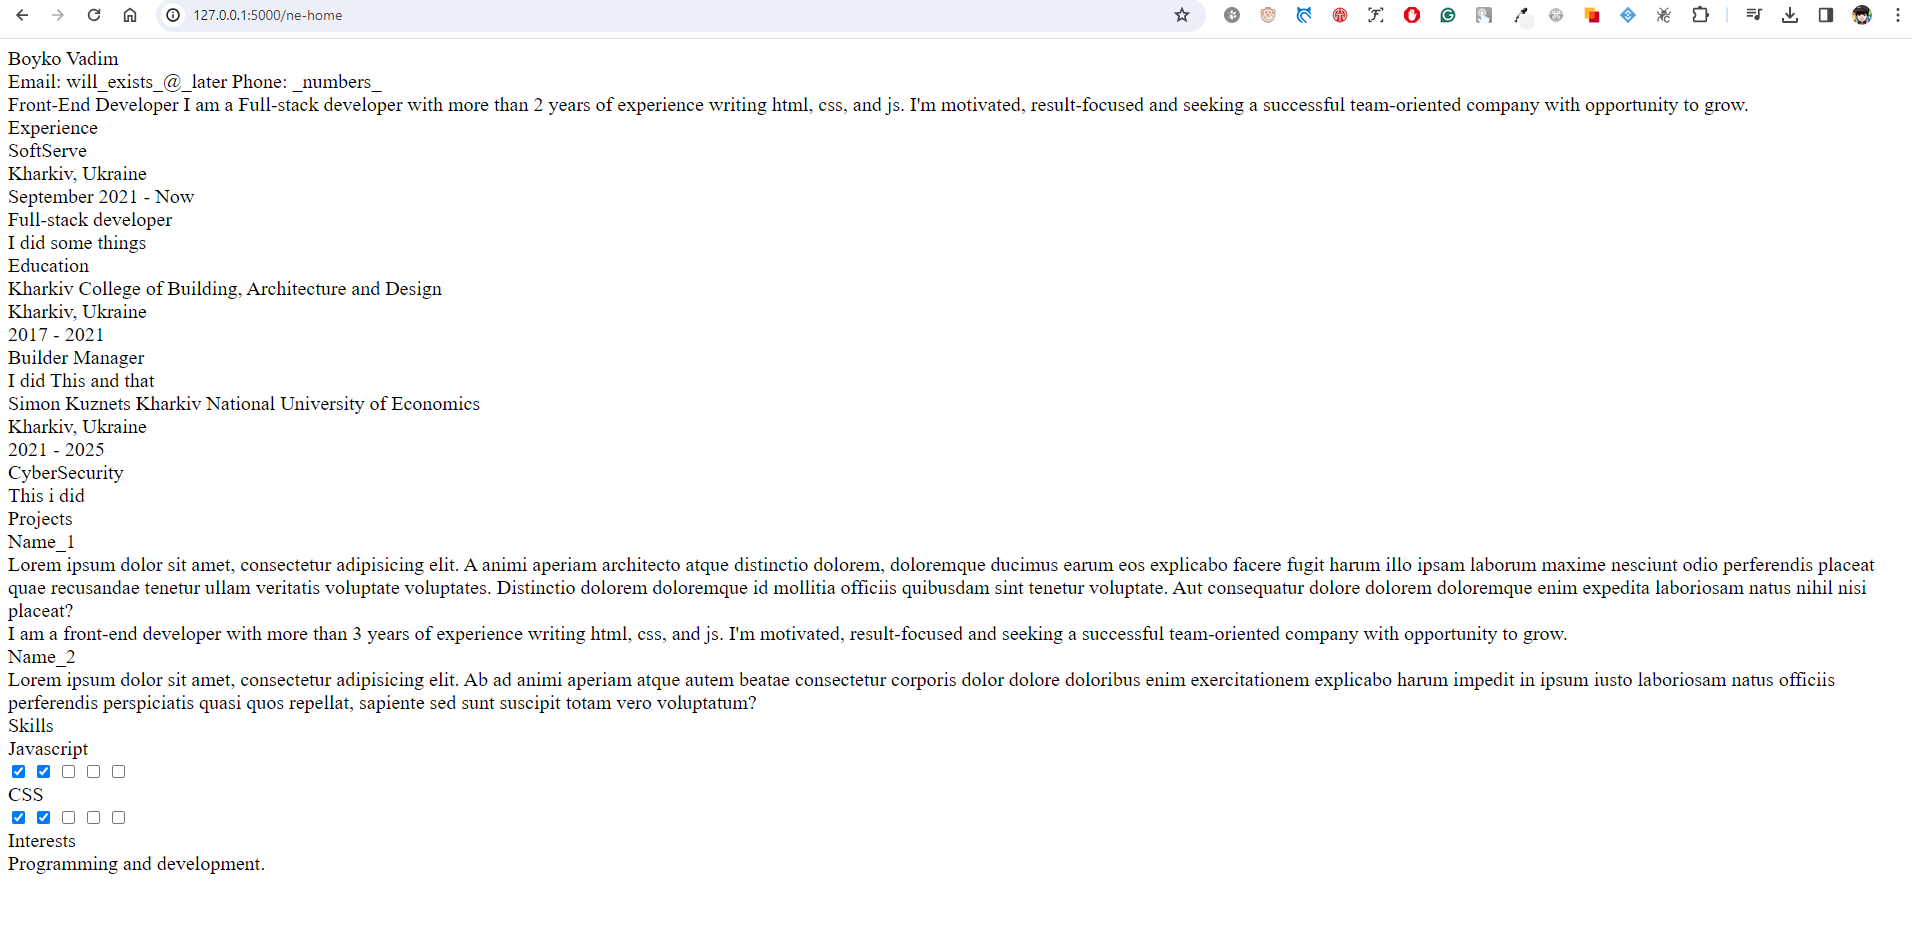 127.0.0.1:5000/ne-home
Boyko Vadim
Email: will_exists_@_later Phone: _numbers_
Front-End Developer I am a Full-stack developer with more than 2 years of experience writing html, css, and js. I'm motivated, result-focused and seeking a successful team-oriented company with opportunity to grow.
Experience
SoftServe
Kharkiv, Ukraine
September 2021 - Now
Full-stack developer
I did some things
Education
Kharkiv College of Building, Architecture and Design
Kharkiv, Ukraine
2017 - 2021
Builder Manager
I did This and that
Simon Kuznets Kharkiv National University of Economics
Kharkiv, Ukraine
2021 - 2025
CyberSecurity
This i did
Projects
Name_1
Lorem ipsum dolor sit amet, consectetur adipisicing elit. A animi aperiam architecto atque distinctio dolorem, doloremque ducimus earum eos explicabo facere fugit harum illo ipsam laborum maxime nesciunt odio perferendis placeat
quae recusandae tenetur ullam veritatis voluptate voluptates. Distinctio dolorem doloremque id mollitia officiis quibusdam sint tenetur voluptate. Aut consequatur dolore dolorem doloremque enim expedita laboriosam natus nihil nisi
placeat?
I am a front-end developer with more than 3 years of experience writing html, css, and js. I'm motivated, result-focused and seeking a successful team-oriented company with opportunity to grow.
Name_2
Lorem ipsum dolor sit amet, consectetur adipisicing elit. Ab ad animi aperiam atque autem beatae consectetur corporis dolor dolore doloribus enim exercitationem explicabo harum impedit in ipsum iusto laboriosam natus officiis
perferendis perspiciatis quasi quos repellat, sapiente sed sunt suscipit totam vero voluptatum?
Skills
Javascript
CSS
Interests
Programming and development.